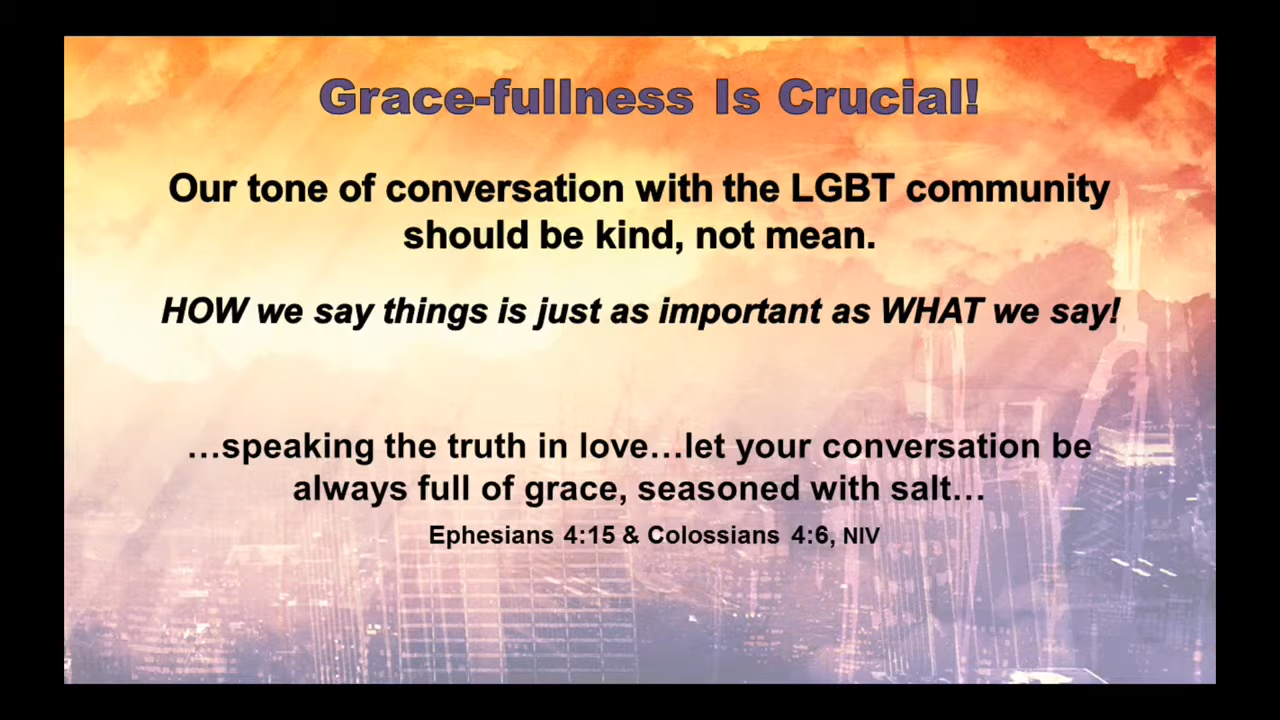 Grace-fullness Is Crucial!
Our tone of conversation with the LGBT community
should be kind, not mean.
HOW we say things is just as important as WHAT we say!
…speaking the truth in love…let your conversation be
always full of grace, seasoned with salt…
Ephesians 4:15 & Colossians 4:6, NIV